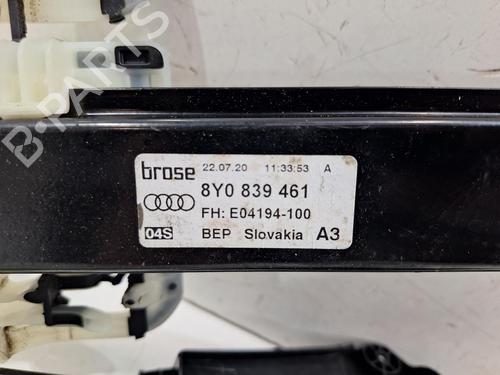 B-PARTS
brose 22.07.20 11:33:53 A
8Y0 839 461
FH: E04194-100
04S BEP Slovakia A3